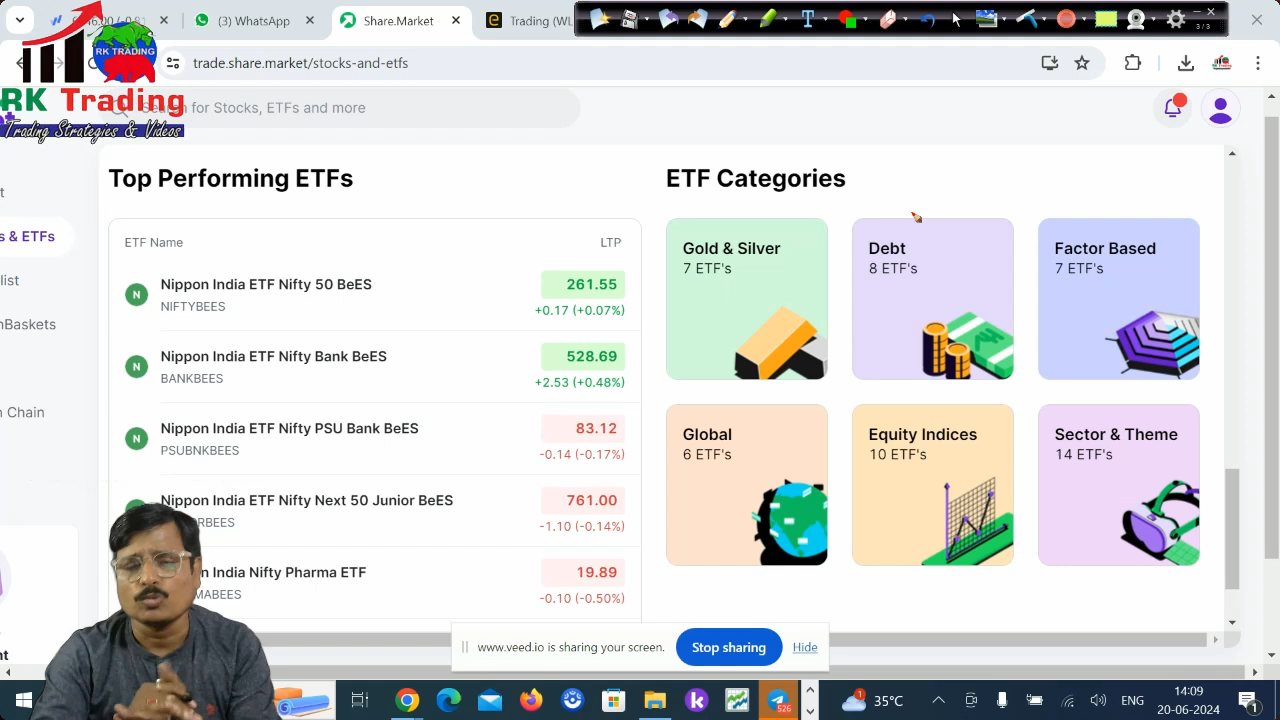 (3) WhatsApp
Share.Market
Trading (WL
3/3
trade.share.market/stocks-and-etfs
RK TRADING
RK Trading
Trading Strategies & Videos
for Stocks, ETFs and more
s & ETFs
Top Performing ETFs
ETF Name
LTP
Nippon India ETF Nifty 50 BeES
261.55
NIFTYBEES
+0.17 (+0.07%)
Nippon India ETF Nifty Bank BeES
528.69
BANKBEES
+2.53 (+0.48%)
Nippon India ETF Nifty PSU Bank BeES
83.12
PSUBNKBEES
-0.14 (-0.17%)
Nippon India ETF Nifty Next 50 Junior BeES
761.00
-1.10 (-0.14%)
India Nifty Pharma ETF
19.89
-0.10 (-0.50%)
N
N
N
ETF Categories
Gold & Silver
7 ETF's
Debt
8 ETF's
Factor Based
7 ETF's
Global
6 ETF's
Equity Indices
10 ETF's
Sector & Theme
14 ETF's
Chain
www.veed.io is sharing your screen.
Stop sharing
Hide
526
1
35°C
ENG
14:09
20-06-2024
1